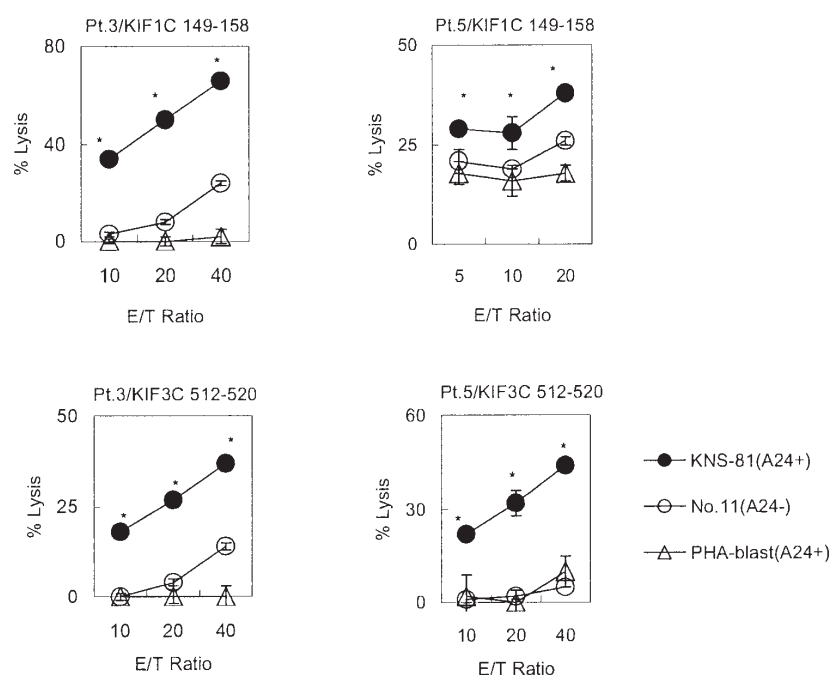 Pt.3/KIF1C 149-158
80
40
0
% Lysis
*
*
*
10 20 40
E/T Ratio
Pt.5/KIF1C 149-158
50
25
0
% Lysis
*
*
*
5 10 20
E/T Ratio
Pt.3/KIF3C 512-520
50
25
0
% Lysis
*
*
*
10 20 40
E/T Ratio
Pt.5/KIF3C 512-520
60
30
0
% Lysis
*
*
*
10 20 40
E/T Ratio
KNS-81(A24+)
No.11(A24-)
PHA-blast(A24+)